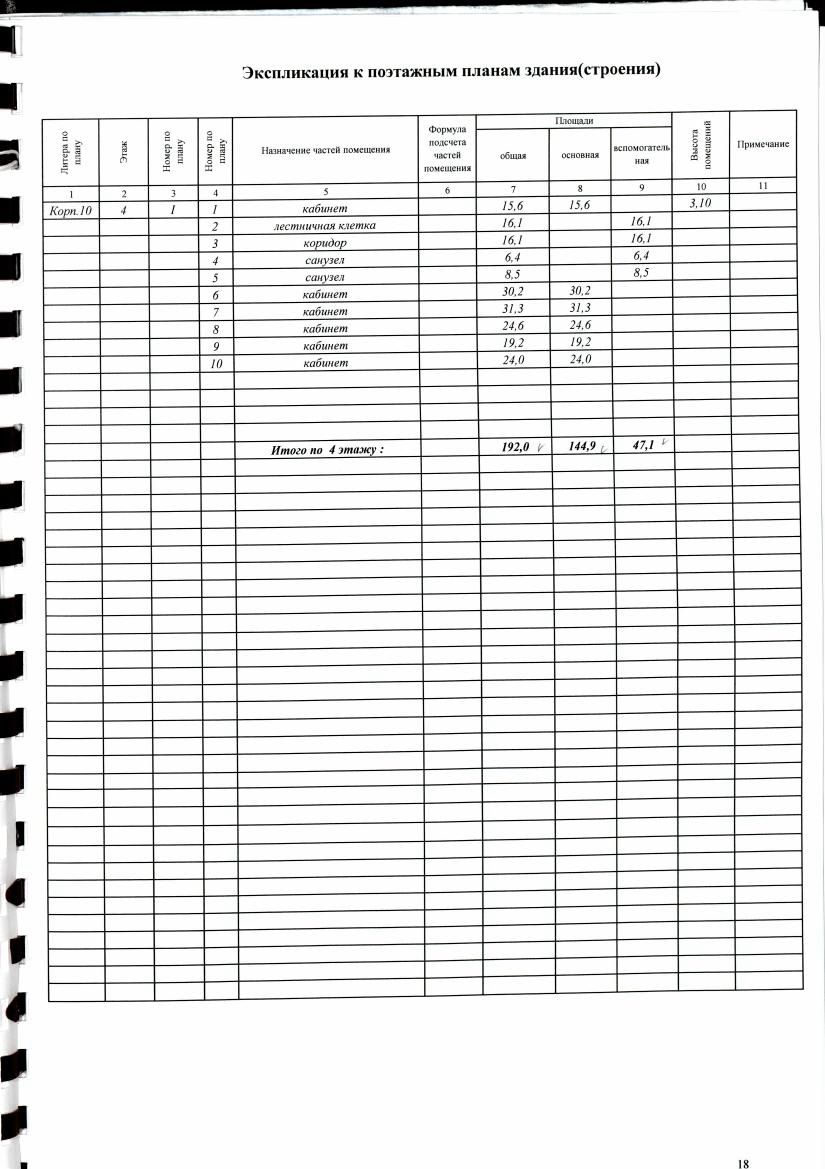 Экспликация к поэтажным планам здания(строения)
Литера по плану
Этаж
Номер по плану
Номер по плану
Назначение частей помещения
Формула подсчета частей помещения
Площади
общая
основная
вспомогатель ная
Высота помещений
Примечание
1 2 3 4 5 6 7 8 9 10 11
Корп.10 4 I 1 кабинет 15,6 15,6 3,10
2 лестничная клетка 16,1 16,1
3 коридор 16,1 16,1
4 санузел 6,4 6,4
5 санузел 8,5 8,5
6 кабинет 30,2 30,2
7 кабинет 31,3 31,3
8 кабинет 24,6 24,6
9 кабинет 19,2 19,2
10 кабинет 24,0 24,0
Итого по 4 этажу : 192,0 144,9 47,1
18